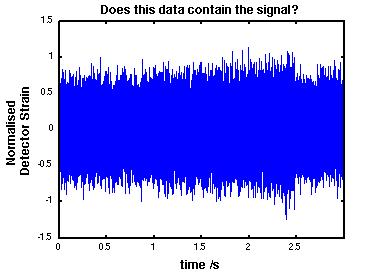 Does this data contain the signal?
1.5
1
0.5
0
-0.5
-1
-1.5
Normalised
Detector Strain
0 0.5 1 1.5 2 2.5
time /s